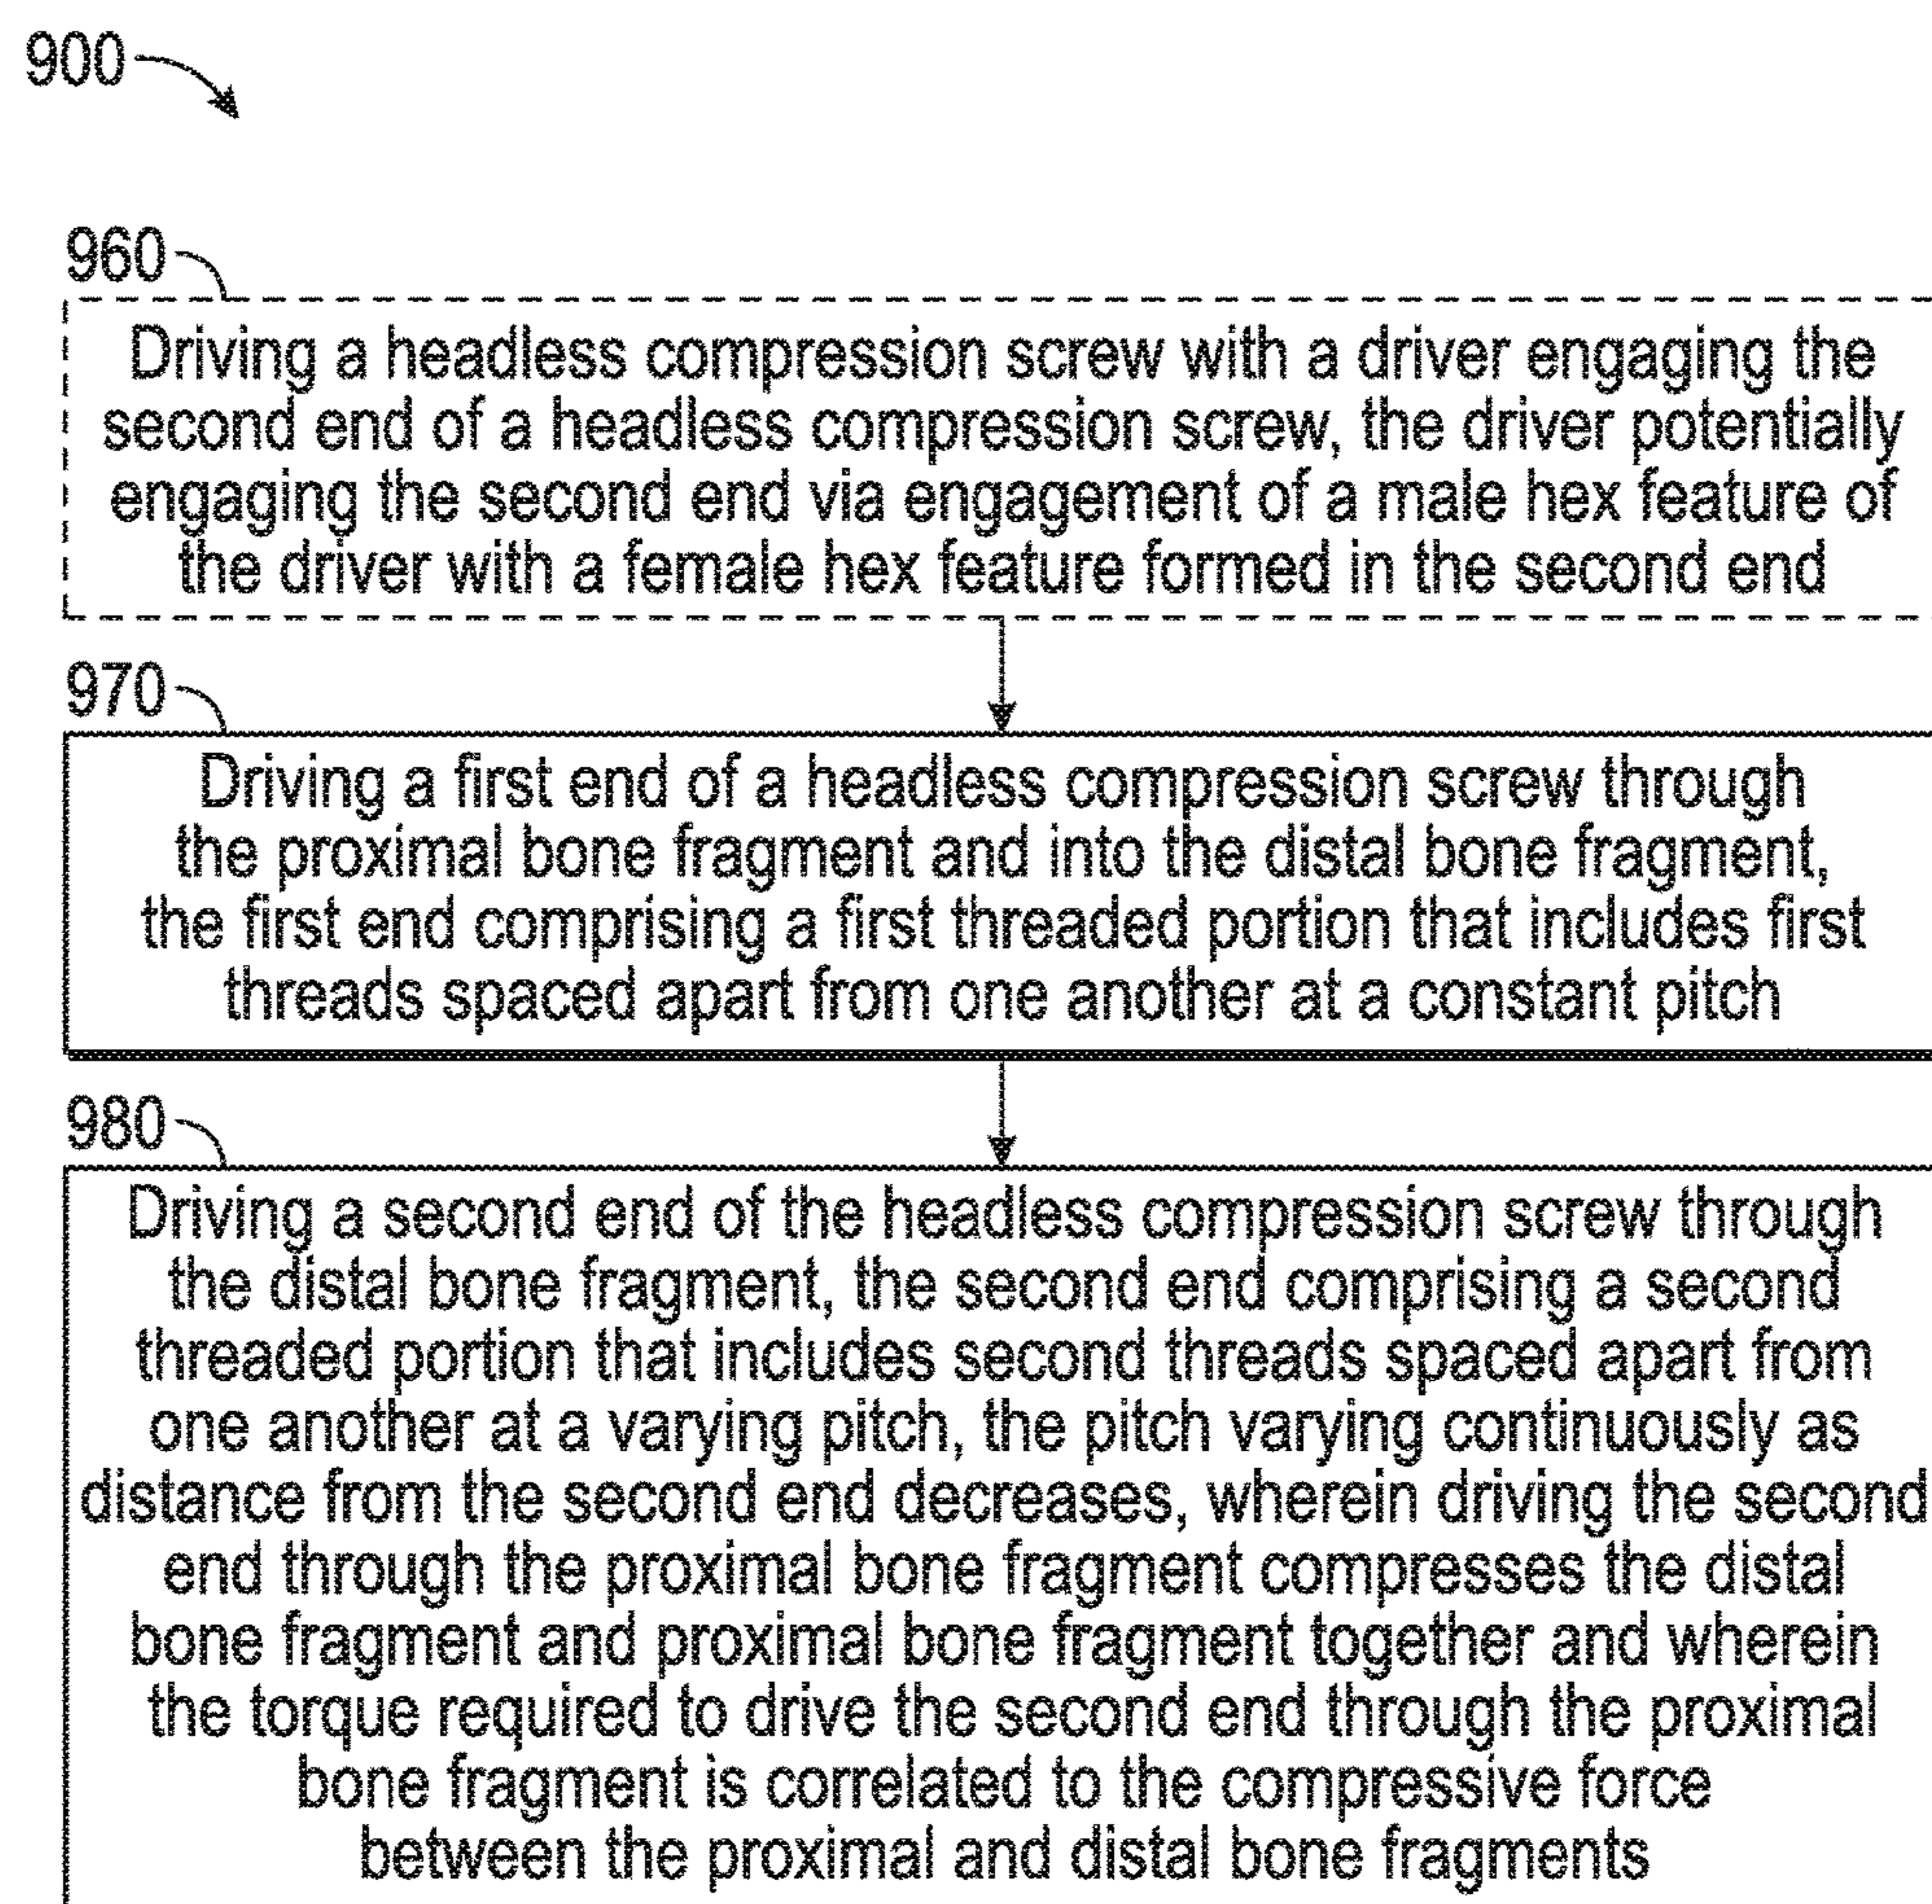 900
960
Driving a headless compression screw with a driver engaging the
second end of a headless compression screw, the driver potentially
engaging the second end via engagement of a male hex feature of
the driver with a female hex feature formed in the second end
970
Driving a first end of a headless compression screw through
the proximal bone fragment and into the distal bone fragment,
the first end comprising a first threaded portion that includes first
threads spaced apart from one another at a constant pitch
980
Driving a second end of the headless compression screw through
the distal bone fragment, the second end comprising a second
threaded portion that includes second threads spaced apart from
one another at a varying pitch, the pitch varying continuously as
distance from the second end decreases, wherein driving the second
end through the proximal bone fragment compresses the distal
bone fragment and proximal bone fragment together and wherein
the torque required to drive the second end through the proximal
bone fragment is correlated to the compressive force
between the proximal and distal bone fragments